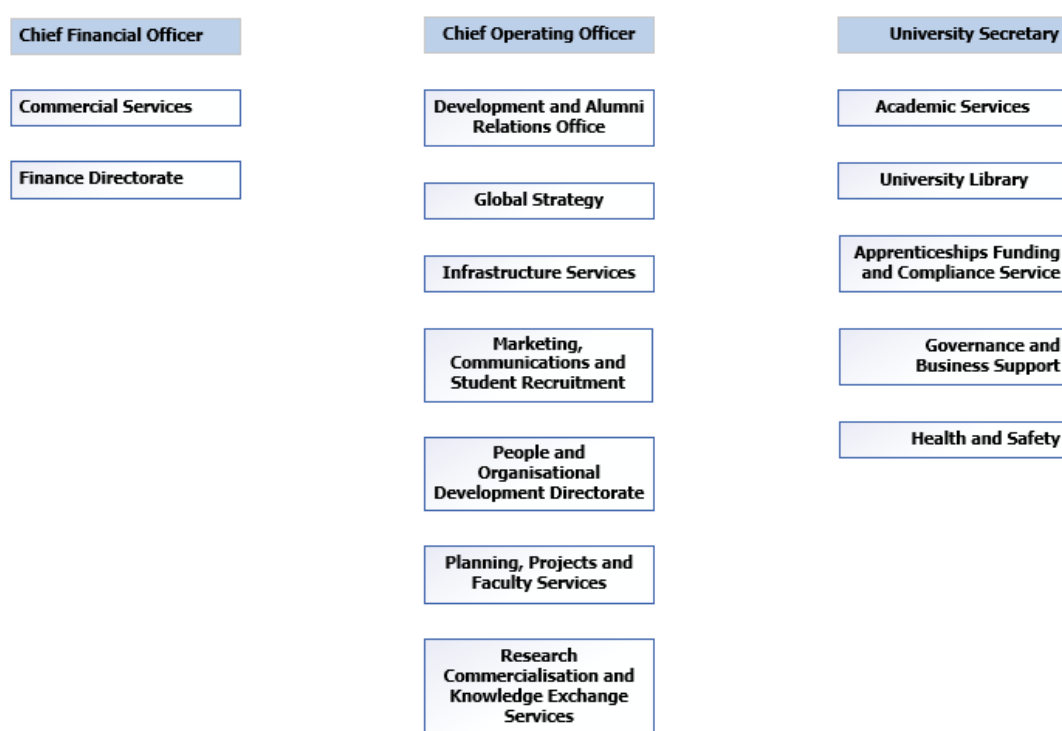 Chief Financial Officer
Commercial Services
Finance Directorate
Chief Operating Officer
Development and Alumni
Relations Office
Global Strategy
Infrastructure Services
Marketing,
Communications and
Student Recruitment
People and
Organisational
Development Directorate
Planning, Projects and
Faculty Services
Research
Commercialisation and
Knowledge Exchange
Services
University Secretary
Academic Services
University Library
Apprenticeships Funding
and Compliance Service
Governance and
Business Support
Health and Safety